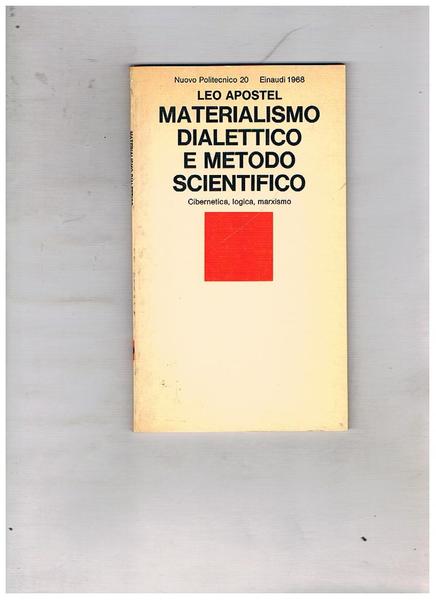 Nuovo Politecnico 20 Einaudi 1968
LEO APOSTEL
MATERIALISMO
DIALETTICO
E METODO
SCIENTIFICO
Cibernetica, logica, marxismo